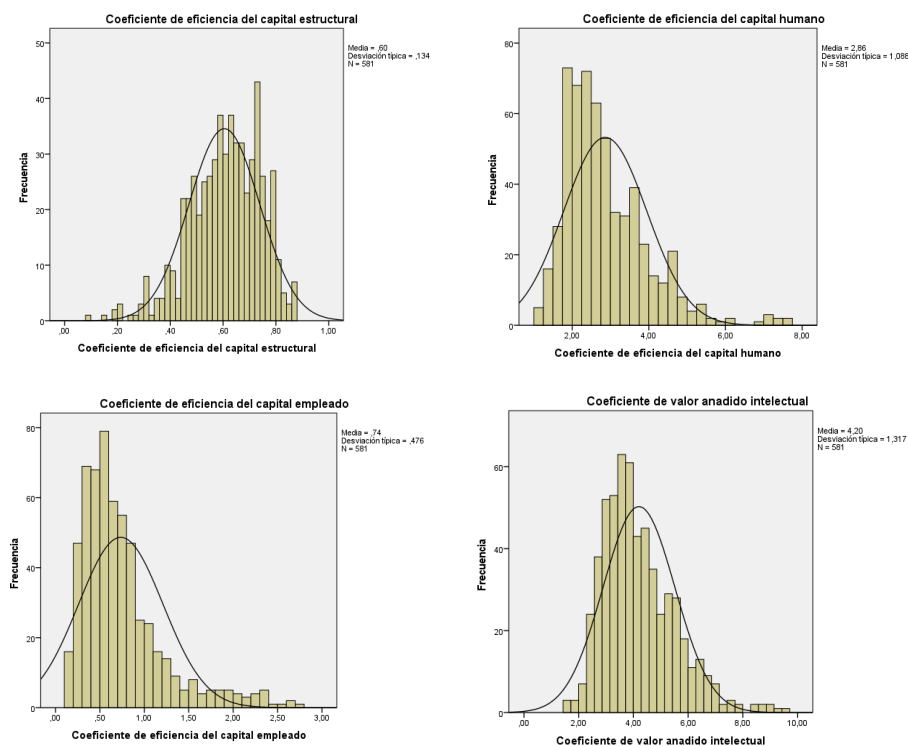 Coeficiente de eficiencia del capital estructural
Media = ,60
Desviación típica = ,134
N = 581
50
40
30
20
10
0
Frecuencia
,00 ,20 ,40 ,60 ,80 1,00
Coeficiente de eficiencia del capital estructural
Coeficiente de eficiencia del capital humano
Media = 2,86
Desviación típica = 1,088
N = 581
80
60
40
20
0
Frecuencia
2,00 4,00 6,00 8,00
Coeficiente de eficiencia del capital humano
Coeficiente de eficiencia del capital empleado
Media = ,74
Desviación típica = ,476
N = 581
80
60
40
20
0
Frecuencia
,00 ,50 1,00 1,50 2,00 2,50 3,00
Coeficiente de eficiencia del capital empleado
Coeficiente de valor anadido intelectual
Media = 4,20
Desviación típica = 1,317
N = 581
60
40
20
0
Frecuencia
,00 2,00 4,00 6,00 8,00 10,00
Coeficiente de valor anadido intelectual